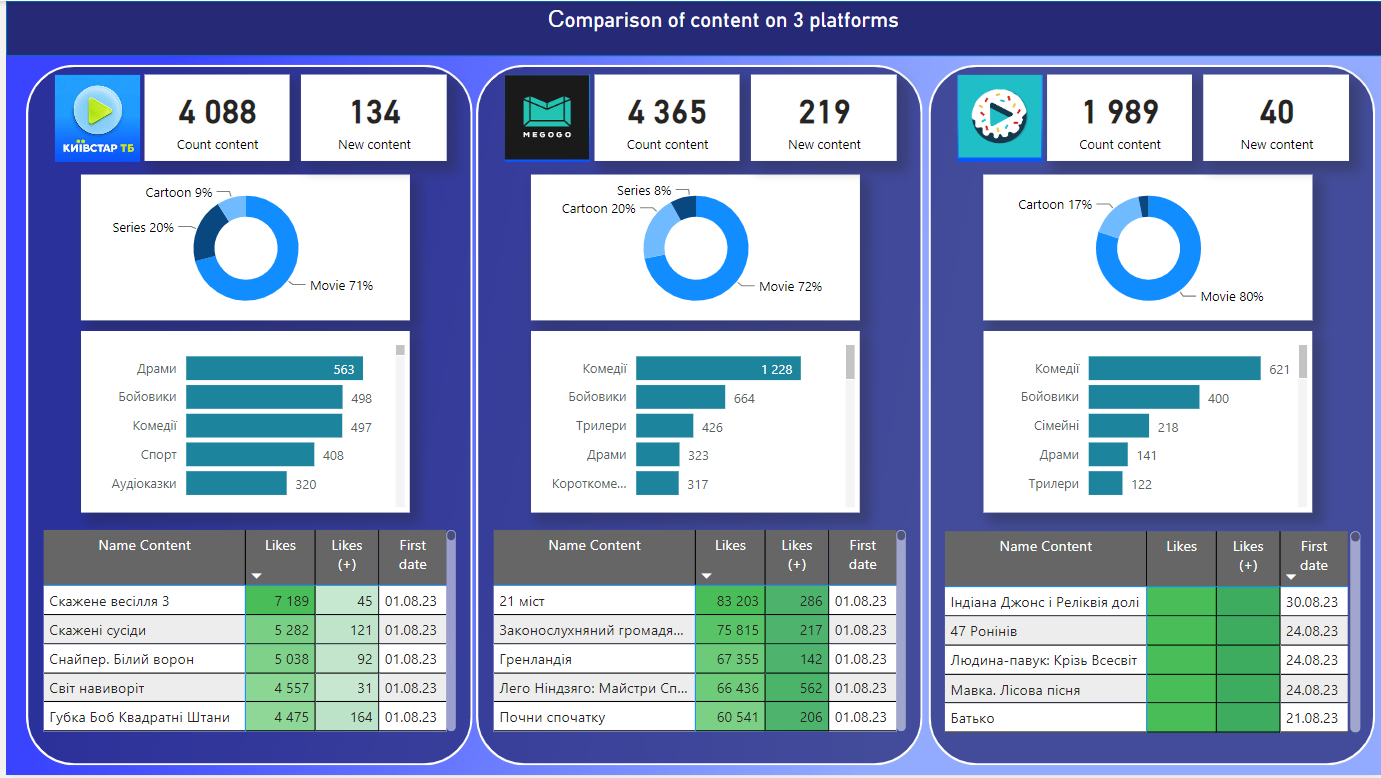 Comparison of content on 3 platforms
КИЇВСТАР ТБ
4 088
Count content
134
New content
Cartoon 9%
Series 20%
Movie 71%
Драми 563
Бойовики 498
Комедії 497
Спорт 408
Аудіоказки 320
Name Content Likes Likes (+) First date
Скажене весілля 3 7 189 45 01.08.23
Скажені сусіди 5 282 121 01.08.23
Снайпер. Білий ворон 5 038 92 01.08.23
Світ навиворіт 4 557 31 01.08.23
Губка Боб Квадратні Штани 4 475 164 01.08.23
MEGOGO
4 365
Count content
219
New content
Series 8%
Cartoon 20%
Movie 72%
Комедії 1 228
Бойовики 664
Трилери 426
Драми 323
Короткоме... 317
Name Content Likes Likes (+) First date
21 міст 83 203 286 01.08.23
Законослухняний громадя... 75 815 217 01.08.23
Гренландія 67 355 142 01.08.23
Лего Ніндзяго: Майстри Сп... 66 436 562 01.08.23
Почни спочатку 60 541 206 01.08.23
1 989
Count content
40
New content
Cartoon 17%
Movie 80%
Комедії 621
Бойовики 400
Сімейні 218
Драми 141
Трилери 122
Name Content Likes Likes (+) First date
Індіана Джонс і Реліквія долі 30.08.23
47 Ронінів 24.08.23
Людина-павук: Крізь Всесвіт 24.08.23
Мавка. Лісова пісня 24.08.23
Батько 21.08.23